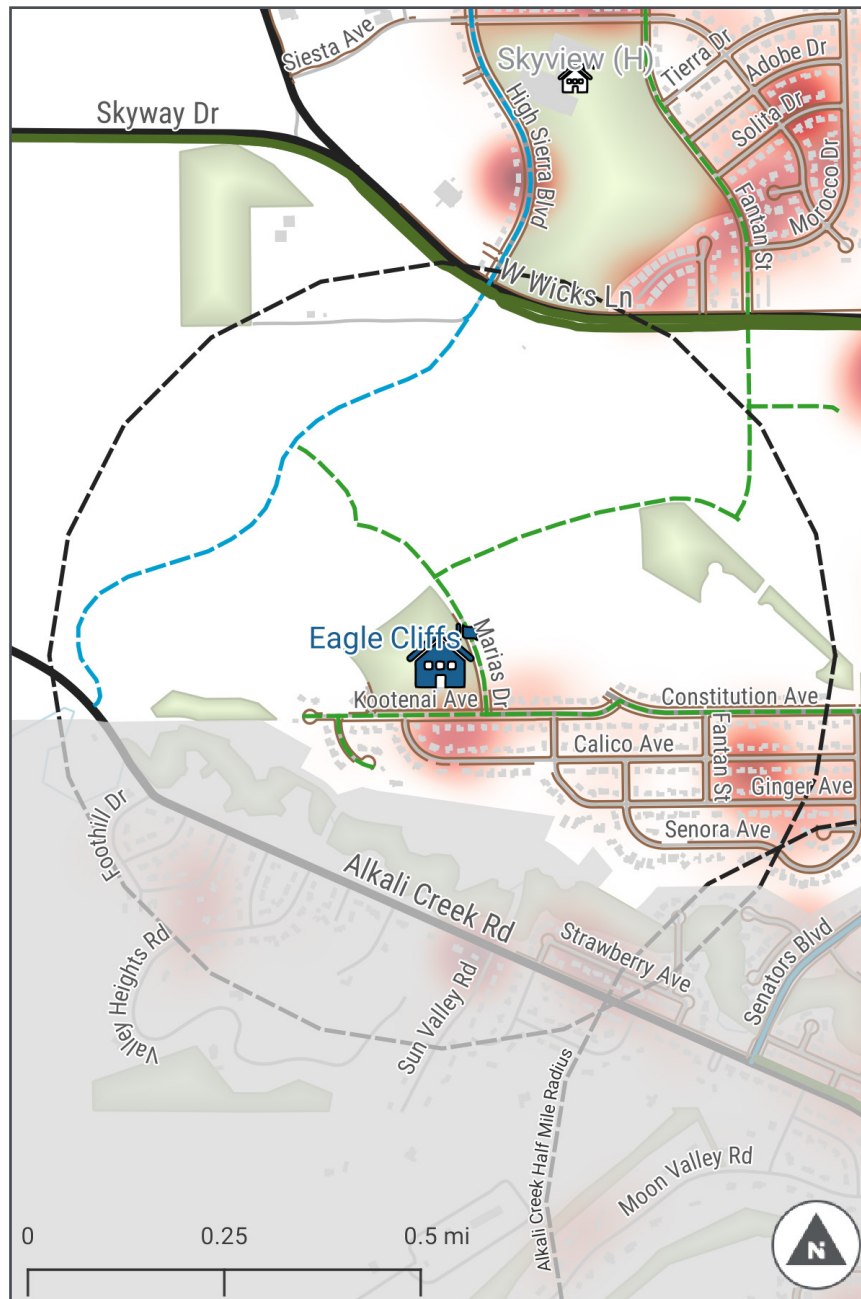 Siesta Ave
Skyview (H)
Tierra Dr
Adobe Dr
Skyway Dr
High Sierra Blvd
Solita Dr
Morocco Dr
Fantan St
W Wicks Ln
Eagle Cliffs
Marias Dr
Kootenai Ave
Constitution Ave
Calico Ave
Fantan St
Ginger Ave
Senora Ave
Foothill Dr
Alkali Creek Rd
Strawberry Ave
Senators Blvd
Valley Heights Rd
Sun Valley Rd
Alkali Creek Half Mile Radius
Moon Valley Rd
0 0.25 0.5 mi
N